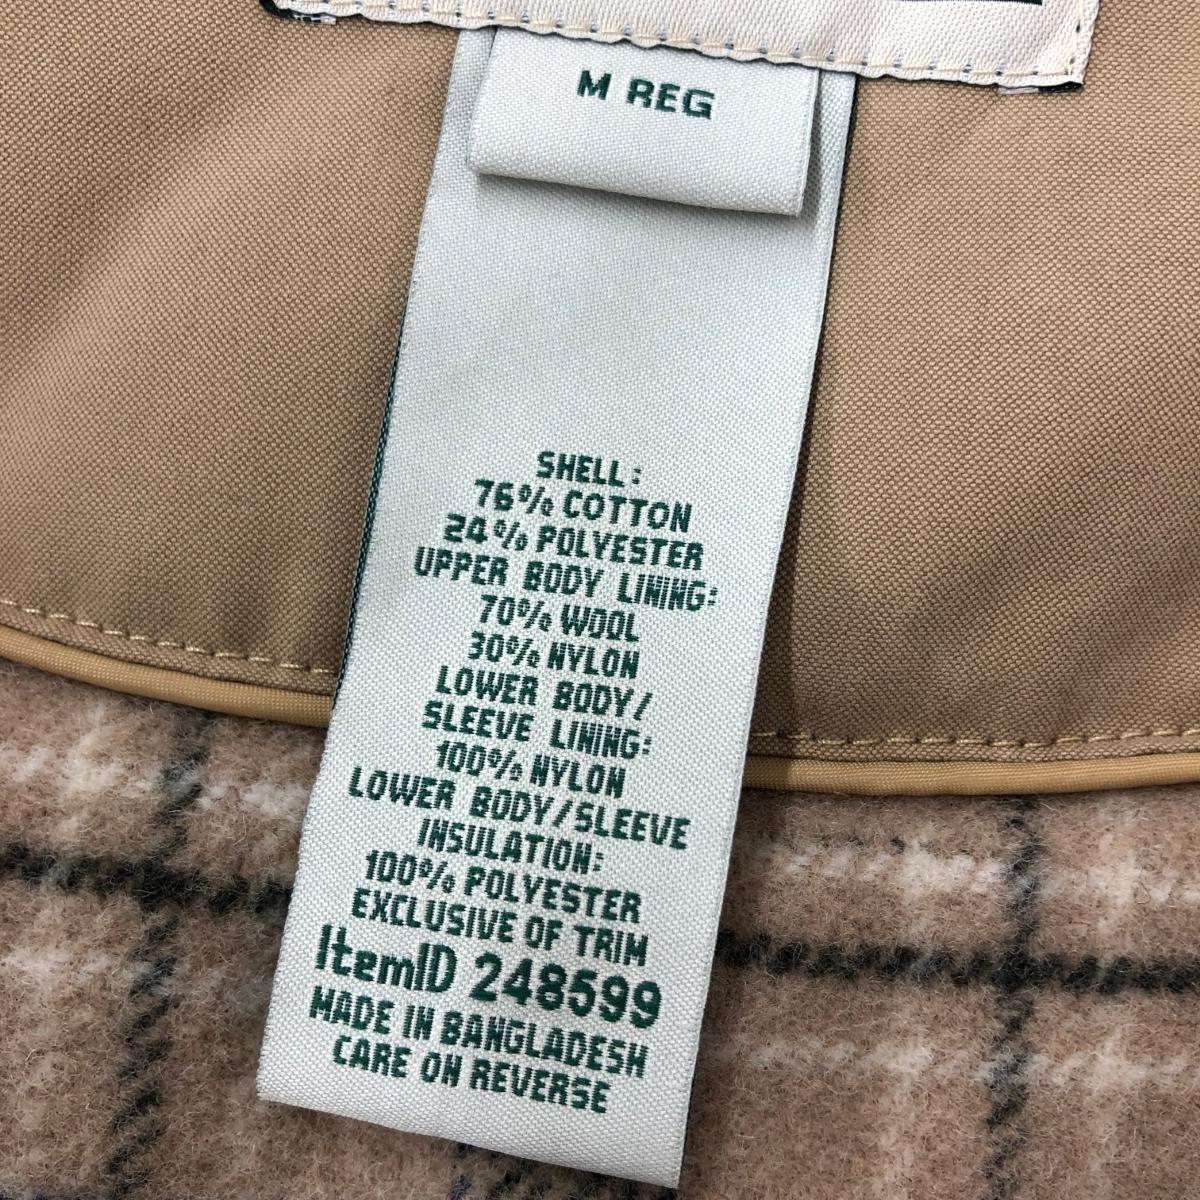 M REG
SHELL:
76% COTTON
24% POLYESTER
UPPER BODY LINING:
70% WOOL
30% NYLON
LOWER BODY/
SLEEVE LINING:
100% NYLON
LOWER BODY/SLEEVE
INSULATION:
100% POLYESTER
EXCLUSIVE OF TRIM
ItemID 248599
MADE IN BANGLADESH
CARE ON REVERSE